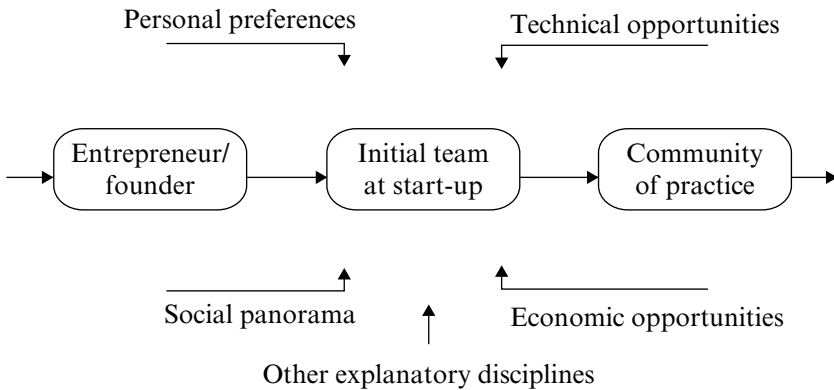 Personal preferences
Technical opportunities
Entrepreneur/
founder
Initial team
at start-up
Community
of practice
Social panorama
Economic opportunities
Other explanatory disciplines